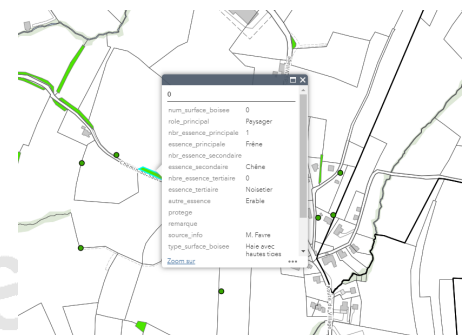 0
num_surface_boisee 0
role_principal Paysager
nbr_essence_principale 1
essence_principale Frêne
nbr_essence_secondaire
essence_secondaire Chêne
nbre_essence_tertiaire 0
essence_tertiaire Noisetier
autre_essence Erable
protege
remarque
source_info M. Favre
type_surface_boisee Haie avec
hautes tiges
Zoom sur